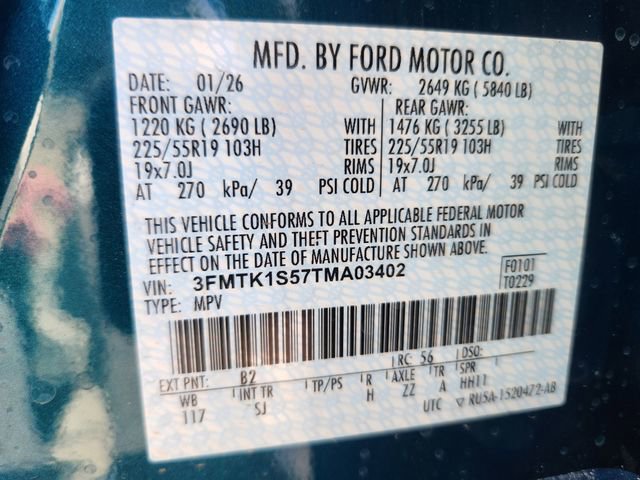 MFD. BY FORD MOTOR CO.
DATE: 01/26 GVWR: 2649 KG ( 5840 LB)
FRONT GAWR: REAR GAWR:
1220 KG ( 2690 LB) WITH 1476 KG ( 3255 LB) WITH
225/55R19 103H TIRES 225/55R19 103H TIRES
19x7.0J RIMS 19x7.0J RIMS
AT 270 kPa/ 39 PSI COLD AT 270 kPa/ 39 PSI COLD
THIS VEHICLE CONFORMS TO ALL APPLICABLE FEDERAL MOTOR
VEHICLE SAFETY AND THEFT PREVENTION STANDARDS IN
EFFECT ON THE DATE OF MANUFACTURE SHOWN ABOVE.
VIN: 3FMTK1S57TMA03402 F0101
TYPE: MPV T0229
EXT PNT: B2 RC: 56 DSO:
WB INT TR TP/PS R AXLE TR SPR
117 SJ H ZZ A HH11
UTC ▽ RU5A-1520472-AB